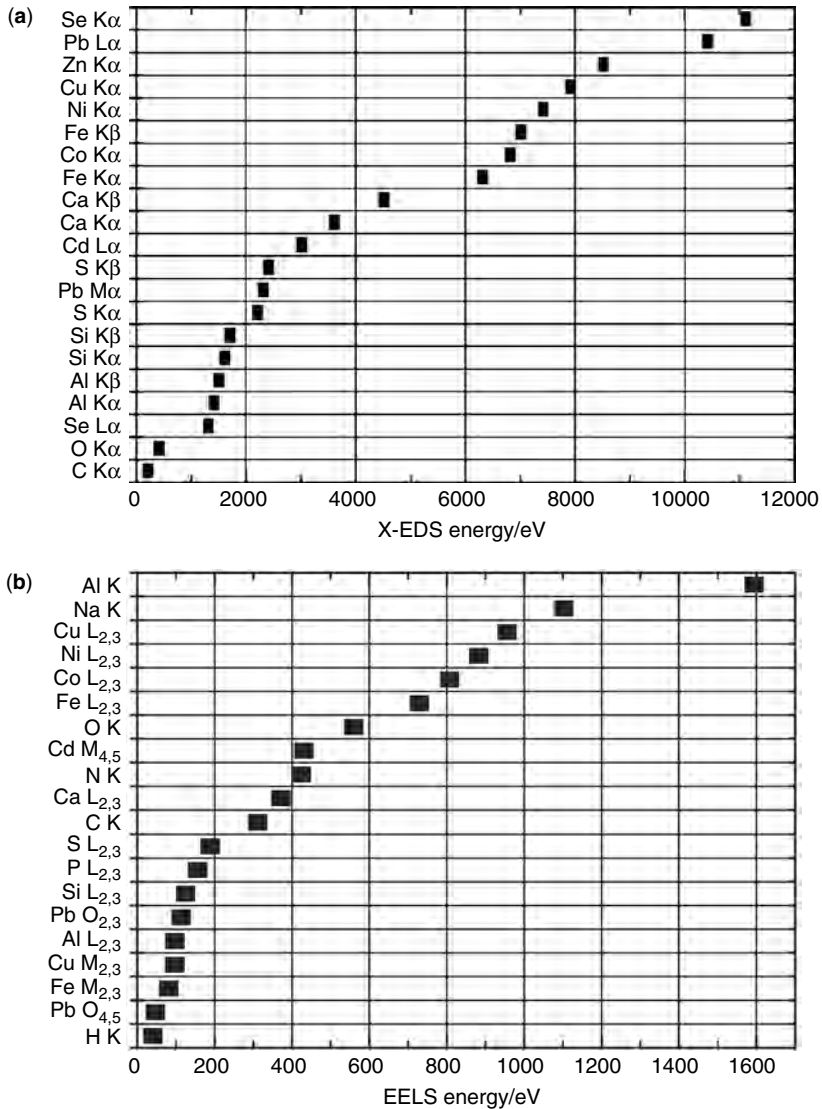 (a)
Se Kα
Pb Lα
Zn Kα
Cu Kα
Ni Kα
Fe Kβ
Co Kα
Fe Kα
Ca Kβ
Ca Kα
Cd Lα
S Kβ
Pb Mα
S Kα
Si Kβ
Si Kα
Al Kβ
Al Kα
Se Lα
O Kα
C Kα
0 2000 4000 6000 8000 10000 12000
X-EDS energy/eV
(b)
Al K
Na K
Cu L2,3
Ni L2,3
Co L2,3
Fe L2,3
O K
Cd M4,5
N K
Ca L2,3
C K
S L2,3
P L2,3
Si L2,3
Pb O2,3
Al L2,3
Cu M2,3
Fe M2,3
Pb O4,5
H K
0 200 400 600 800 1000 1200 1400 1600
EELS energy/eV